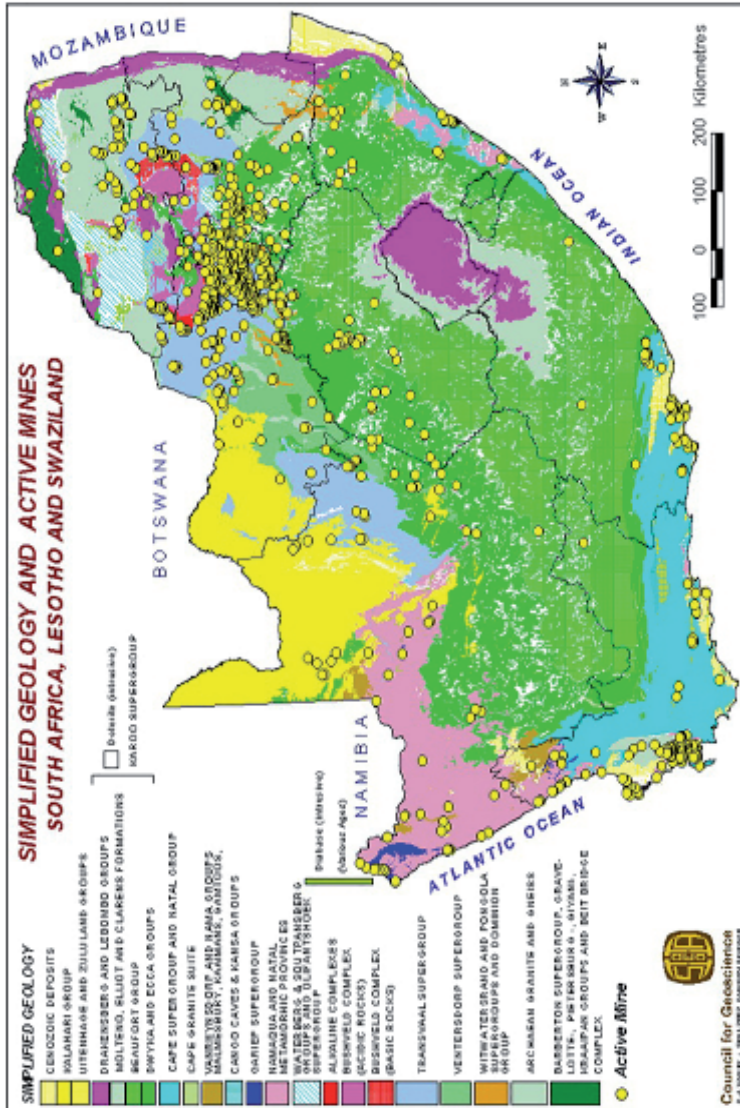 SIMPLIFIED GEOLOGY AND ACTIVE MINES
SOUTH AFRICA, LESOTHO AND SWAZILAND
SIMPLIFIED GEOLOGY
CENOZOIC DEPOSITS
KALAHARI GROUP
UITENHAGE AND ZULULAND GROUPS
DRAKENSBERG AND LEBOMBO GROUPS
MOLTENO, ELLIOT AND CLARENS FORMATIONS
BEAUFORT GROUP
DWYKA AND ECCA GROUPS
Dolerite (Intrusive)
KAROO SUPERGROUP
CAPE SUPERGROUP AND NATAL GROUP
CAPE GRANITE SUITE
VANRHYNSDORP AND NAMA GROUPS
MALMESBURY, KAAIMANS, GAMTOOS,
CANGO CAVES & KANSA GROUPS
GARIEP SUPERGROUP
NAMAQUA AND NATAL
METAMORPHIC PROVINCES
WATERBERG & SOUTPANSBERG
GROUPS AND OLIFANTSHOEK
SUPERGROUP
ALKALINE COMPLEXES
BUSHVELD COMPLEX
(ACIDIC ROCKS)
BUSHVELD COMPLEX
(BASIC ROCKS)
Diabase (Intrusive)
(Various Ages)
TRANSVAAL SUPERGROUP
VENTERSDORP SUPERGROUP
WITWATERSRAND AND PONGOLA
SUPERGROUPS AND DOMINION
GROUP
ARCHAEAN GRANITE AND GNEISS
BARBERTON SUPERGROUP, GRAVE-
LOTTE, PIETERSBURG, GIYANI,
KRAAIPAN GROUPS AND BEIT BRIDGE
COMPLEX
Active Mine
BOTSWANA
MOZAMBIQUE
NAMIBIA
ATLANTIC OCEAN
INDIAN OCEAN
100 0 100 200 Kilometres
Council for Geoscience